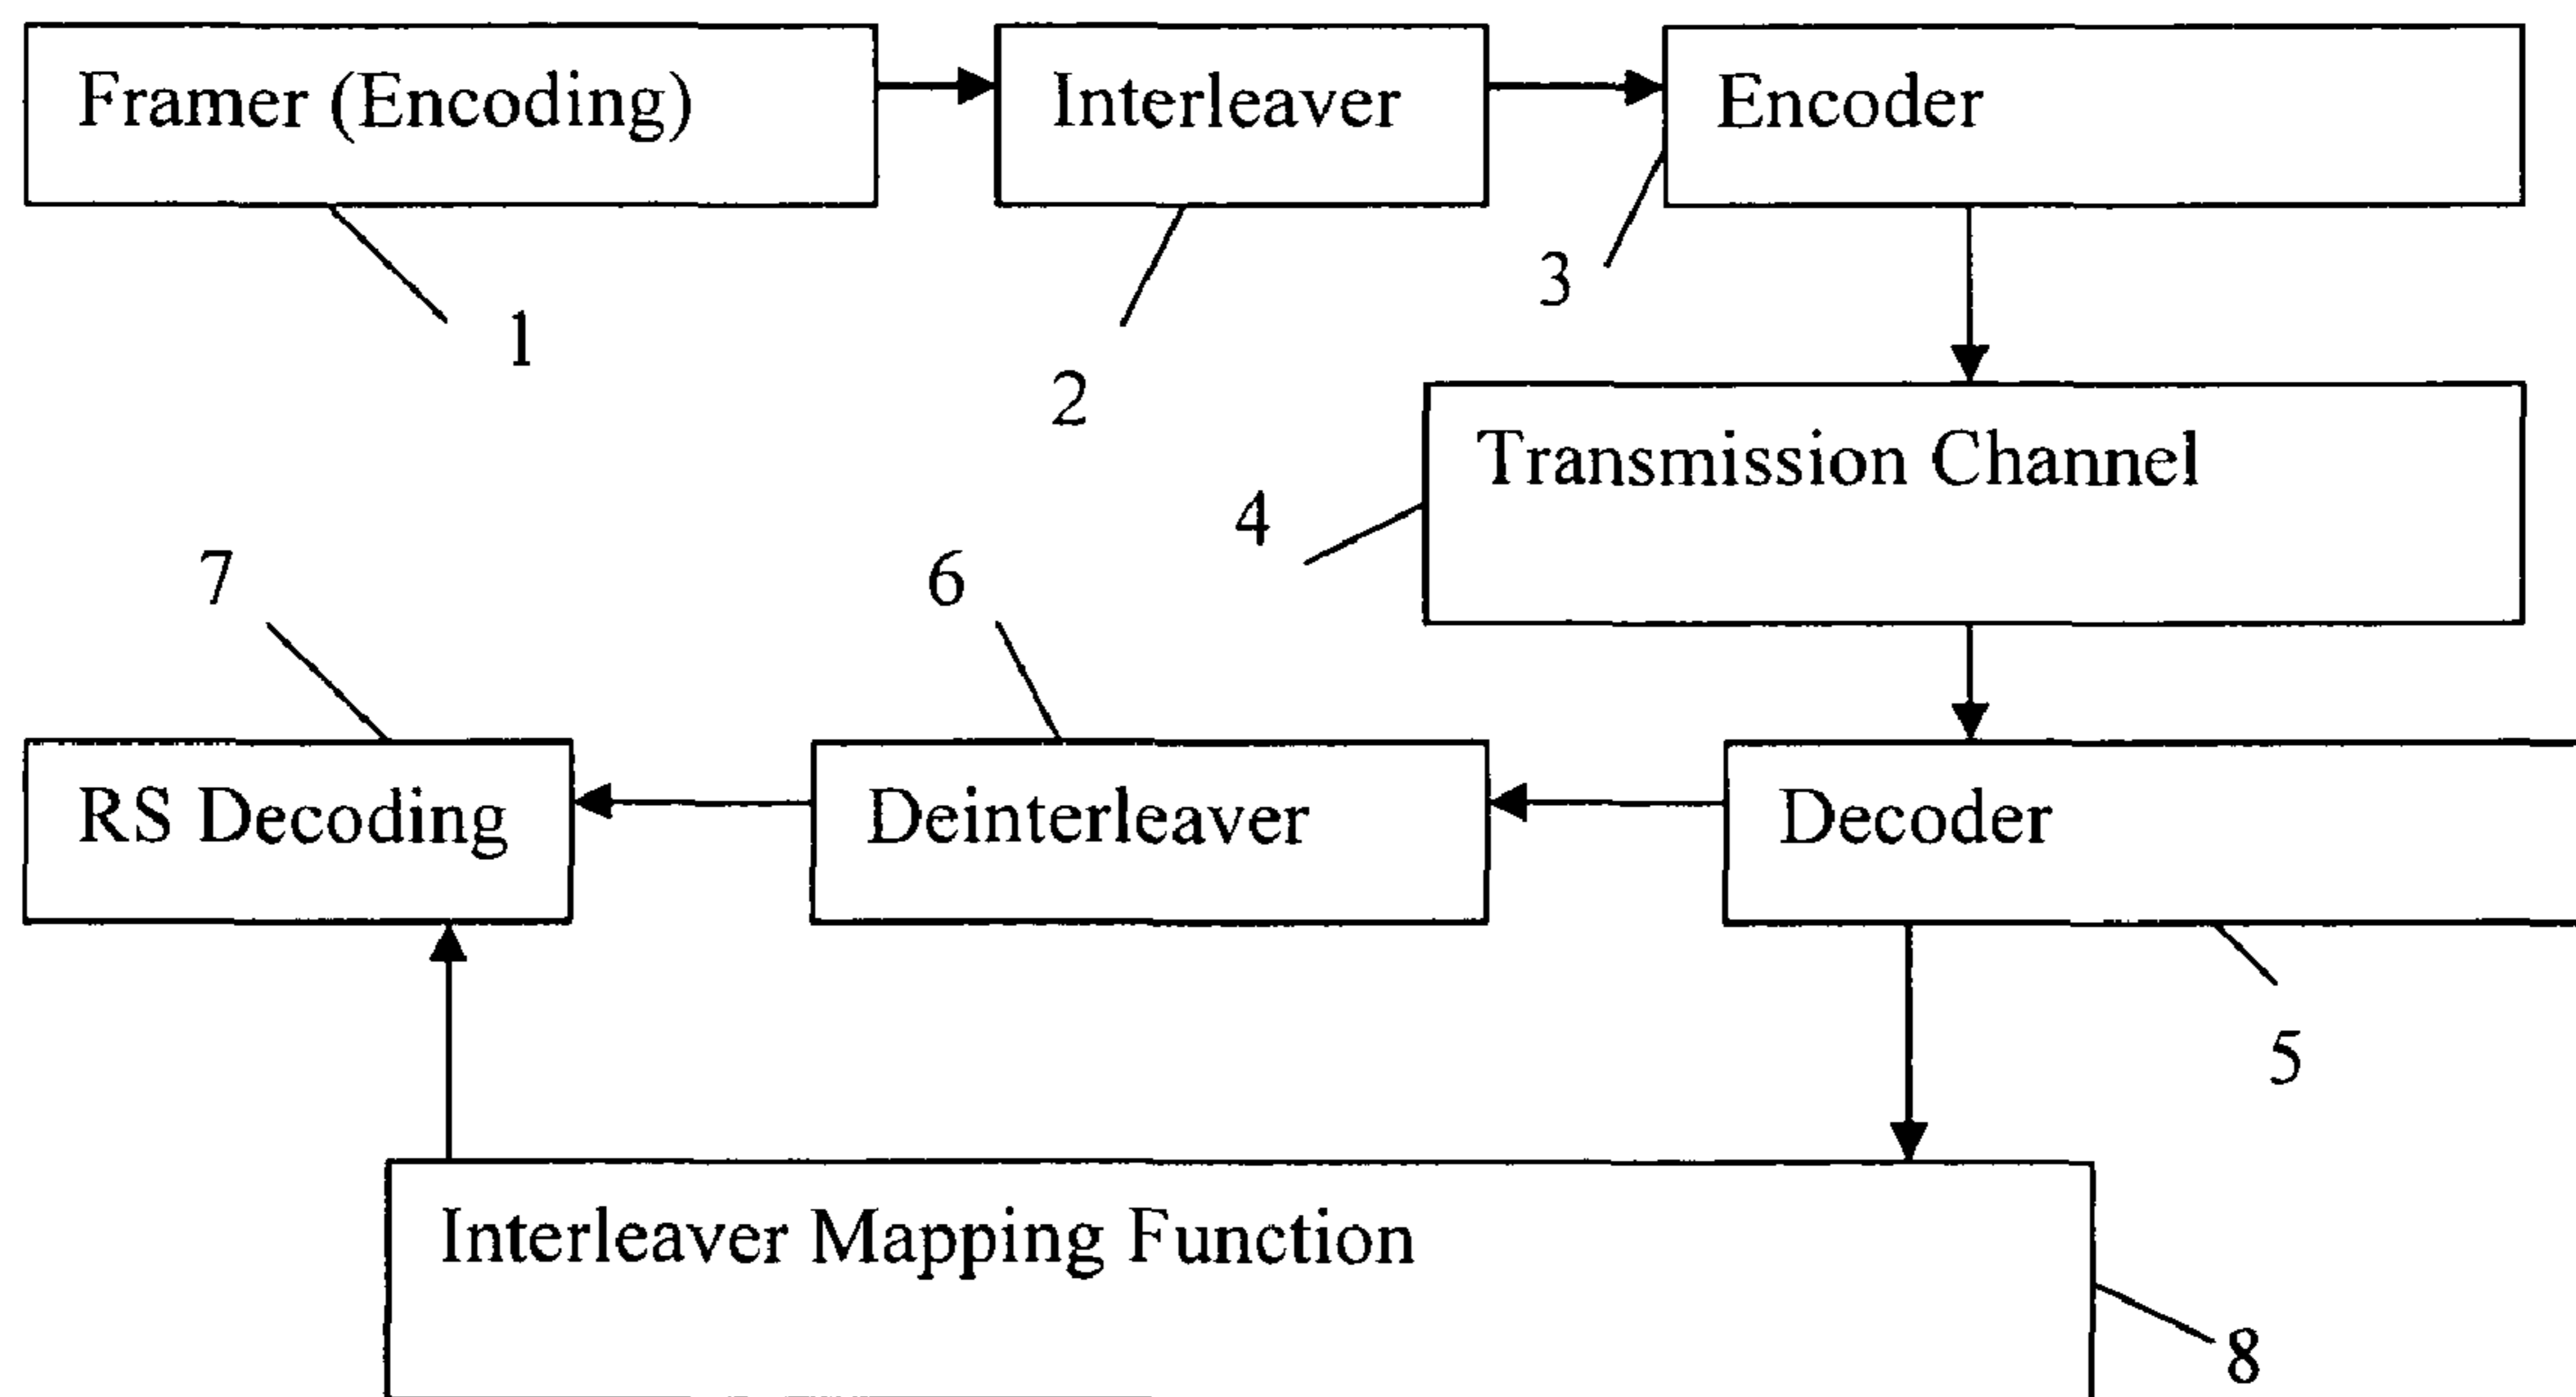 Framer (Encoding)
Interleaver
Encoder
1
2
3
Transmission Channel
4
7
6
RS Decoding
Deinterleaver
Decoder
5
Interleaver Mapping Function
8